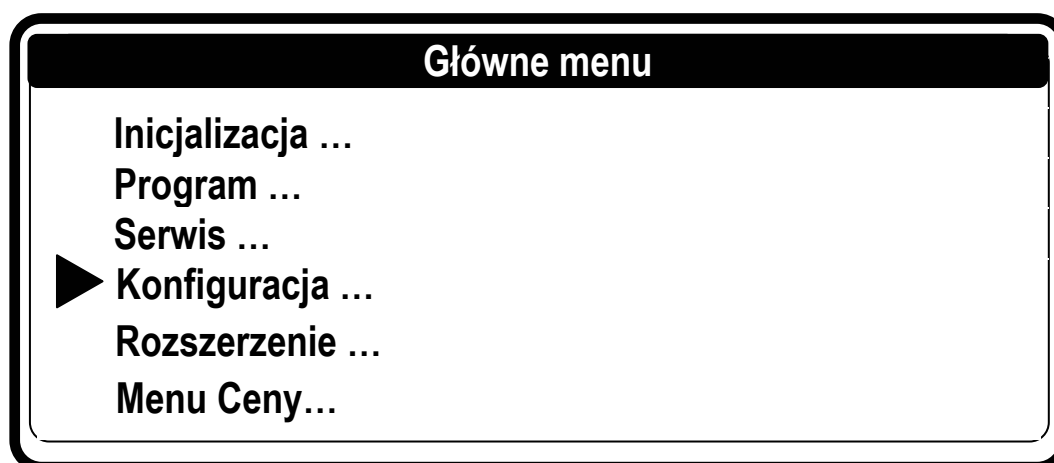 Główne menu
Inicjalizacja …
Program …
Serwis …
Konfiguracja …
Rozszerzenie …
Menu Ceny…